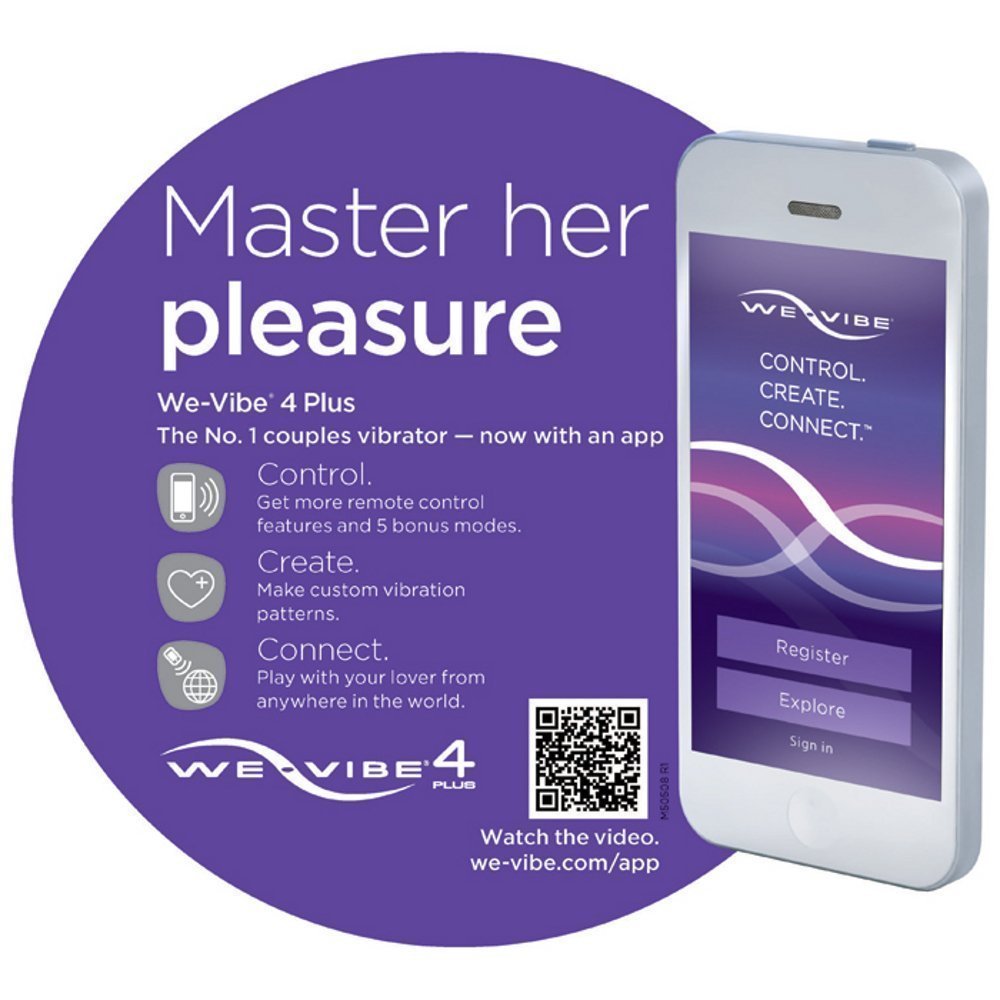 Master her
pleasure
We-Vibe® 4 Plus
The No. 1 couples vibrator — now with an app
Control.
Get more remote control
features and 5 bonus modes.
Create.
Make custom vibration
patterns.
Connect.
Play with your lover from
anywhere in the world.
WE-VIBE® 4
PLUS
Watch the video.
we-vibe.com/app
M50508 R1
WE-VIBE®
CONTROL.
CREATE.
CONNECT.™
Register
Explore
Sign in